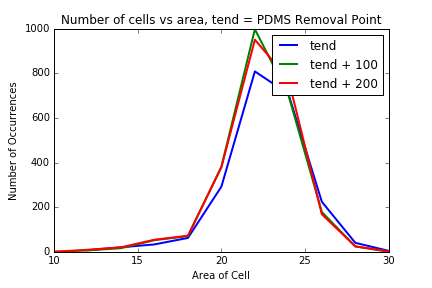 Number of cells vs area, tend = PDMS Removal Point
1000
800
600
400
200
0
Number of Occurrences
tend
tend + 100
tend + 200
10
15
20
25
30
Area of Cell